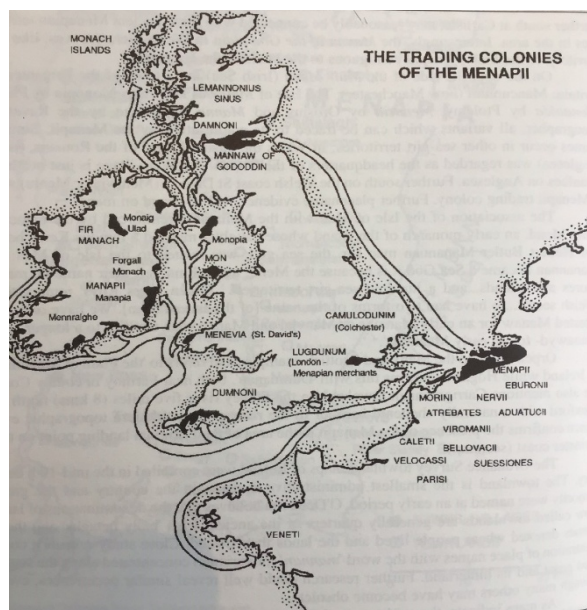 THE TRADING COLONIES
OF THE MENAPII
MONACH
ISLANDS
LEMANNONIUS
SINUS
DAMNONI
MANNAW OF
GODODDIN
FIR
MANACH
Monaig
Ulad
Monopia
MON
Forgall
Monach
MANAPII
Manapia
Mennraighe
MENEVIA (St. David's)
CAMULODINUM
(Colchester)
LUGDUNUM
(London -
Menapian merchants
DUMNONI
MENAPII
EBURONII
MORINI
NERVII
ATREBATES
ADUATUCII
VIROMANII
CALETII
BELLOVACII
VELOCASSI
SUESSIONES
PARISI
VENETI